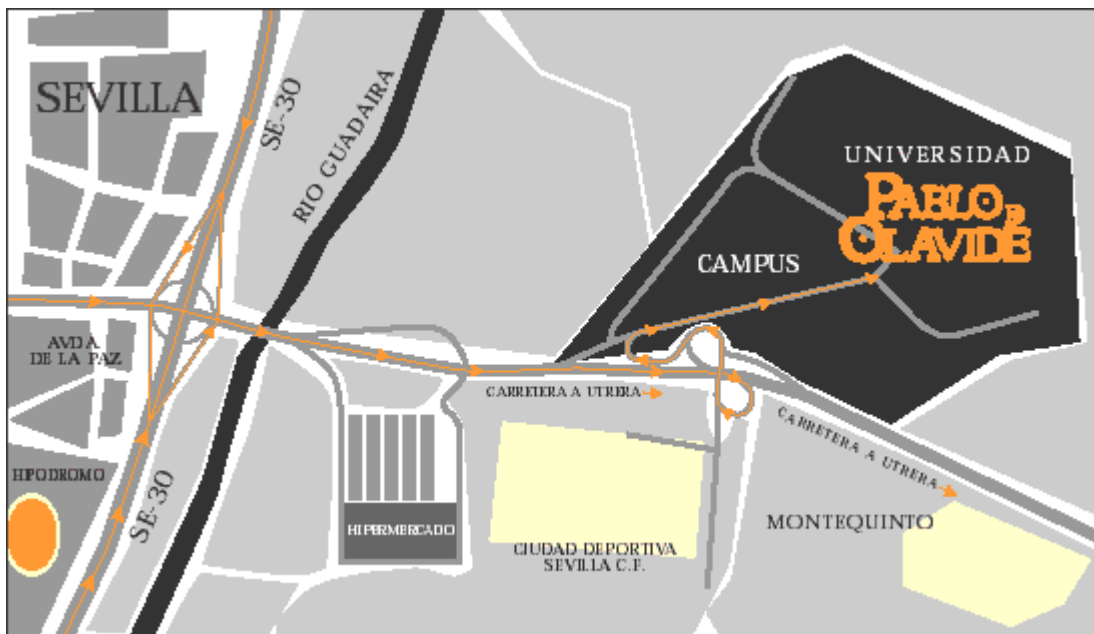 SEVILLA
SE-30
RIO GUADAIRA
UNIVERSIDAD
PABLO DE
OLAVIDE
CAMPUS
AVDA
DE LA PAZ
CARRETERA A UTRERA
CARRETERA A UTRERA
HIPODROMO
SE-30
HIPERMERCADO
MONTEQUINTO
CIUDAD DEPORTIVA
SEVILLA C.F.